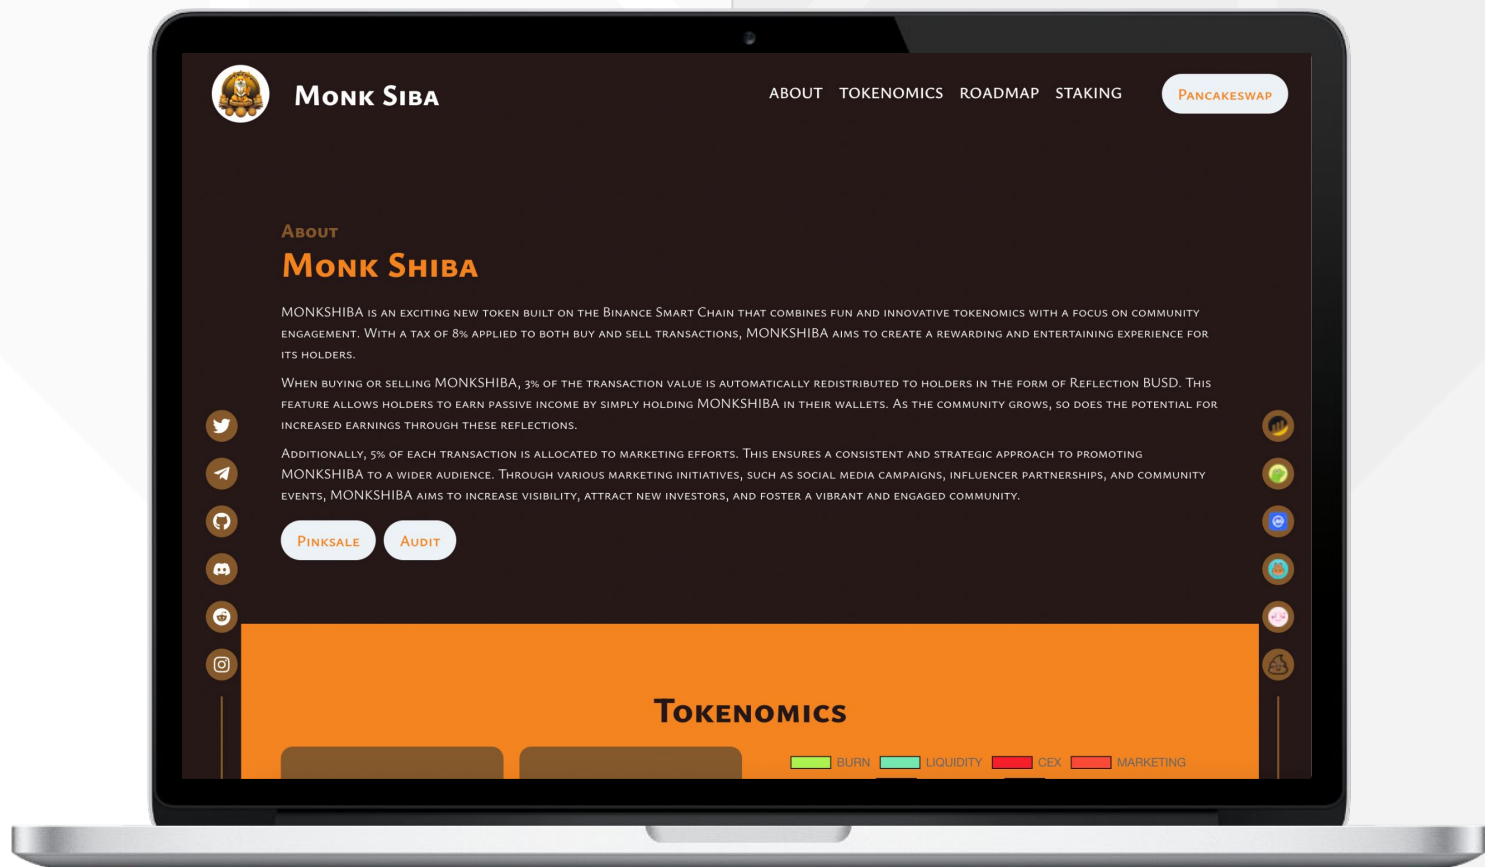 Monk Siba
ABOUT TOKENOMICS ROADMAP STAKING
Pancakeswap
About
Monk Shiba
MONKSHIBA is an exciting new token built on the Binance Smart Chain that combines fun and innovative tokenomics with a focus on community
engagement. With a tax of 8% applied to both buy and sell transactions, MONKSHIBA aims to create a rewarding and entertaining experience for
its holders.
When buying or selling MONKSHIBA, 3% of the transaction value is automatically redistributed to holders in the form of Reflection BUSD. This
feature allows holders to earn passive income by simply holding MONKSHIBA in their wallets. As the community grows, so does the potential for
increased earnings through these reflections.
Additionally, 5% of each transaction is allocated to marketing efforts. This ensures a consistent and strategic approach to promoting
MONKSHIBA to a wider audience. Through various marketing initiatives, such as social media campaigns, influencer partnerships, and community
events, MONKSHIBA aims to increase visibility, attract new investors, and foster a vibrant and engaged community.
Pinksale Audit
Tokenomics
BURN LIQUIDITY CEX MARKETING